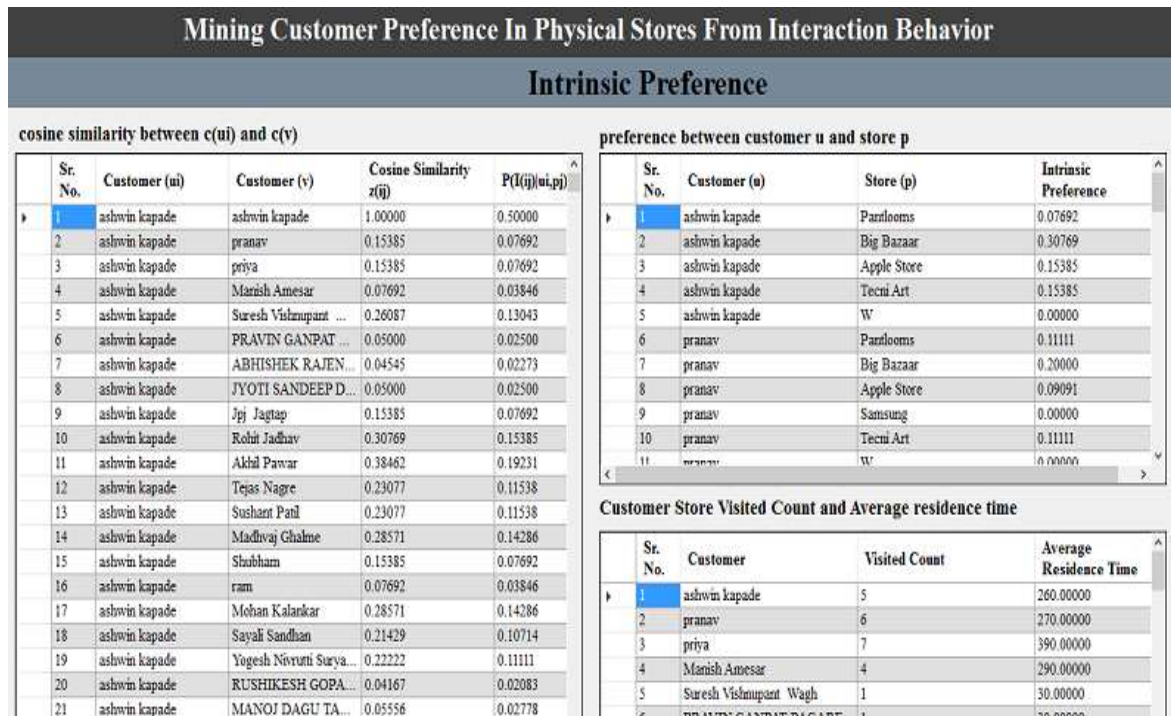 Mining Customer Preference In Physical Stores From Interaction Behavior
Intrinsic Preference
cosine similarity between c(ui) and c(v)
Sr. No. Customer (ui) Customer (v) Cosine Similarity z(ij) P(I(ij)|ui,pj)
1 ashwin kapade ashwin kapade 1.00000 0.50000
2 ashwin kapade pranav 0.15385 0.07692
3 ashwin kapade priya 0.15385 0.07692
4 ashwin kapade Manish Amesar 0.07692 0.03846
5 ashwin kapade Suresh Vishnupant ... 0.26087 0.13043
6 ashwin kapade PRAVIN GANPAT ... 0.05000 0.02500
7 ashwin kapade ABHISHEK RAJEN... 0.04545 0.02273
8 ashwin kapade JYOTI SANDEEP D... 0.05000 0.02500
9 ashwin kapade Jpj Jagtap 0.15385 0.07692
10 ashwin kapade Rohit Jadhav 0.30769 0.15385
11 ashwin kapade Akhil Pawar 0.38462 0.19231
12 ashwin kapade Tejas Nagre 0.23077 0.11538
13 ashwin kapade Sushant Patil 0.23077 0.11538
14 ashwin kapade Madhvaj Ghalme 0.28571 0.14286
15 ashwin kapade Shubham 0.15385 0.07692
16 ashwin kapade ram 0.07692 0.03846
17 ashwin kapade Mohan Kalankar 0.28571 0.14286
18 ashwin kapade Sayali Sandhan 0.21429 0.10714
19 ashwin kapade Yogesh Nivrutti Surya... 0.22222 0.11111
20 ashwin kapade RUSHIKESH GOPA... 0.04167 0.02083
21 ashwin kapade MANOJ DAGU TA... 0.05556 0.02778
preference between customer u and store p
Sr. No. Customer (u) Store (p) Intrinsic Preference
1 ashwin kapade Pantlooms 0.07692
2 ashwin kapade Big Bazaar 0.30769
3 ashwin kapade Apple Store 0.15385
4 ashwin kapade Tecni Art 0.15385
5 ashwin kapade W 0.00000
6 pranav Pantlooms 0.11111
7 pranav Big Bazaar 0.20000
8 pranav Apple Store 0.09091
9 pranav Samsung 0.00000
10 pranav Tecni Art 0.11111
11 pranav W 0.00000
Customer Store Visited Count and Average residence time
Sr. No. Customer Visited Count Average Residence Time
1 ashwin kapade 5 260.00000
2 pranav 6 270.00000
3 priya 7 390.00000
4 Manish Amesar 4 290.00000
5 Suresh Vishnupant Wagh 1 30.00000
PRAVIN GANPAT PAGARE 1 30.00000